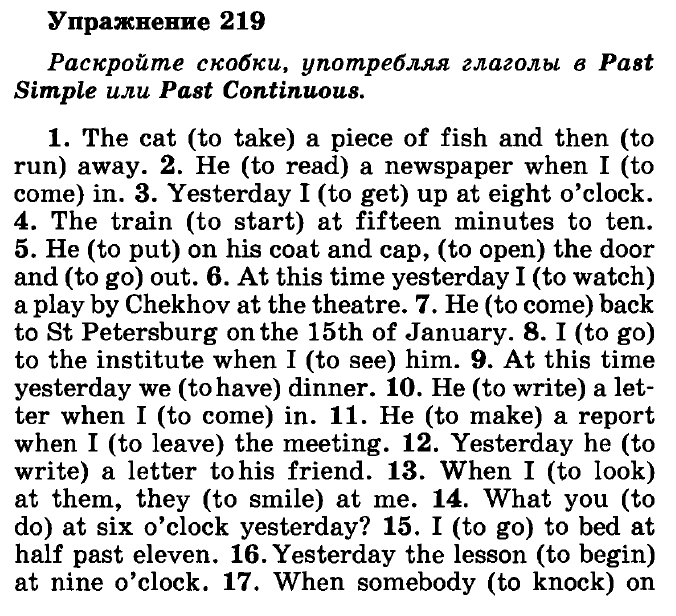 Упражнение 219
Раскройте скобки, употребляя глаголы в Past
Simple или Past Continuous.
1. The cat (to take) a piece of fish and then (to
run) away. 2. He (to read) a newspaper when I (to
come) in. 3. Yesterday I (to get) up at eight o’clock.
4. The train (to start) at fifteen minutes to ten.
5. He (to put) on his coat and cap, (to open) the door
and (to go) out. 6. At this time yesterday I (to watch)
a play by Chekhov at the theatre. 7. He (to come) back
to St Petersburg on the 15th of January. 8. I (to go)
to the institute when I (to see) him. 9. At this time
yesterday we (to have) dinner. 10. He (to write) a let-
ter when I (to come) in. 11. He (to make) a report
when I (to leave) the meeting. 12. Yesterday he (to
write) a letter to his friend. 13. When I (to look)
at them, they (to smile) at me. 14. What you (to
do) at six o’clock yesterday? 15. I (to go) to bed at
half past eleven. 16. Yesterday the lesson (to begin)
at nine o’clock. 17. When somebody (to knock) on